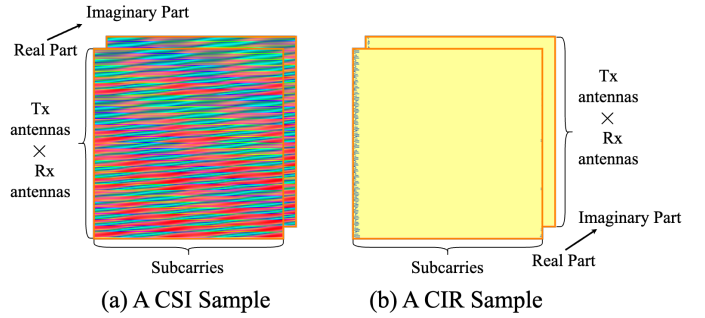 Imaginary Part
Real Part
Tx
antennas
×
Rx
antennas
Subcarries
(a) A CSI Sample
Tx
antennas
×
Rx
antennas
Imaginary Part
Real Part
Subcarries
(b) A CIR Sample